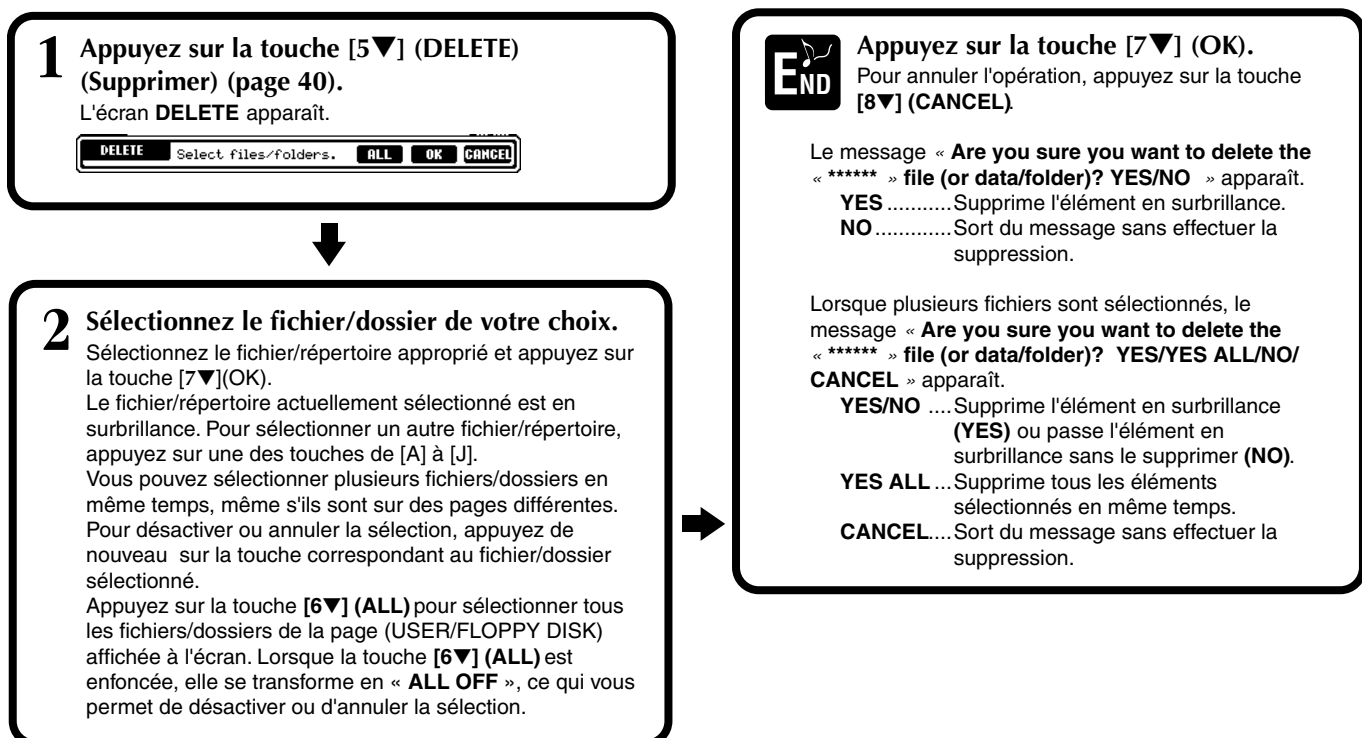 1 Appuyez sur la touche [5▼] (DELETE)
(Supprimer) (page 40).
L'écran DELETE apparaît.
DELETE Select files/folders. ALL OK CANCEL
2 Sélectionnez le fichier/dossier de votre choix.
Sélectionnez le fichier/répertoire approprié et appuyez sur
la touche [7▼](OK).
Le fichier/répertoire actuellement sélectionné est en
surbrillance. Pour sélectionner un autre fichier/répertoire,
appuyez sur une des touches de [A] à [J].
Vous pouvez sélectionner plusieurs fichiers/dossiers en
même temps, même s'ils sont sur des pages différentes.
Pour désactiver ou annuler la sélection, appuyez de
nouveau sur la touche correspondant au fichier/dossier
sélectionné.
Appuyez sur la touche [6▼] (ALL) pour sélectionner tous
les fichiers/dossiers de la page (USER/FLOPPY DISK)
affichée à l'écran. Lorsque la touche [6▼] (ALL) est
enfoncée, elle se transforme en « ALL OFF », ce qui vous
permet de désactiver ou d'annuler la sélection.
END
Appuyez sur la touche [7▼] (OK).
Pour annuler l'opération, appuyez sur la touche
[8▼] (CANCEL).
Le message « Are you sure you want to delete the
« ****** » file (or data/folder)? YES/NO » apparaît.
YES ...........Supprime l'élément en surbrillance.
NO.............Sort du message sans effectuer la
suppression.
Lorsque plusieurs fichiers sont sélectionnés, le
message « Are you sure you want to delete the
« ****** » file (or data/folder)? YES/YES ALL/NO/
CANCEL » apparaît.
YES/NO ....Supprime l'élément en surbrillance
(YES) ou passe l'élément en
surbrillance sans le supprimer (NO).
YES ALL ...Supprime tous les éléments
sélectionnés en même temps.
CANCEL....Sort du message sans effectuer la
suppression.